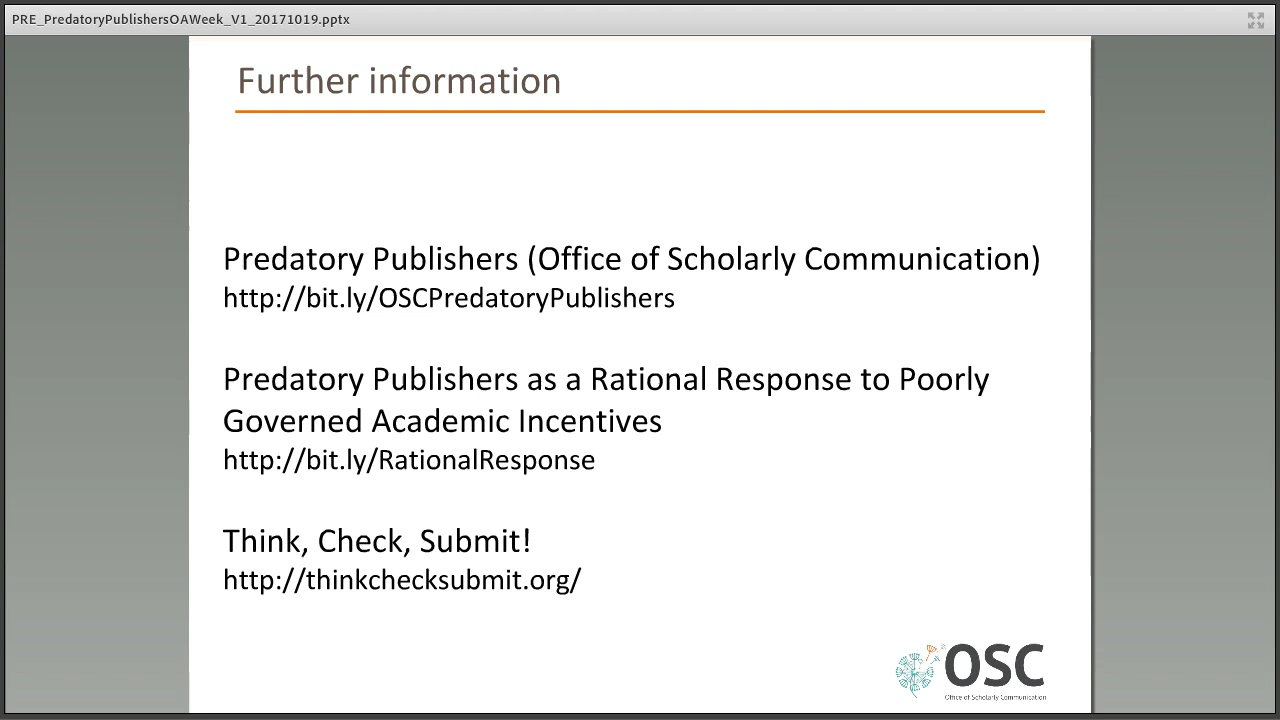 PRE_PredatoryPublishersOAWeek_V1_20171019.pptx
Further information
Predatory Publishers (Office of Scholarly Communication)
http://bit.ly/OSCPredatoryPublishers
Predatory Publishers as a Rational Response to Poorly
Governed Academic Incentives
http://bit.ly/RationalResponse
Think, Check, Submit!
http://thinkchecksubmit.org/
OSC
Office of Scholarly Communication